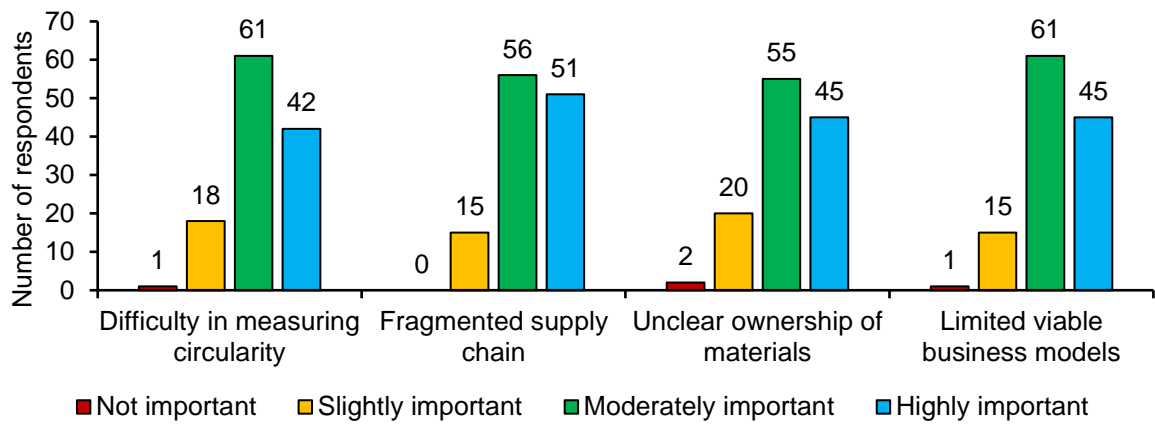 Number of respondents
70
60
50
40
30
20
10
0
1
18
61
42
0
15
56
51
2
20
55
45
1
15
61
45
Difficulty in measuring
circularity
Fragmented supply
chain
Unclear ownership of
materials
Limited viable
business models
Not important
Slightly important
Moderately important
Highly important